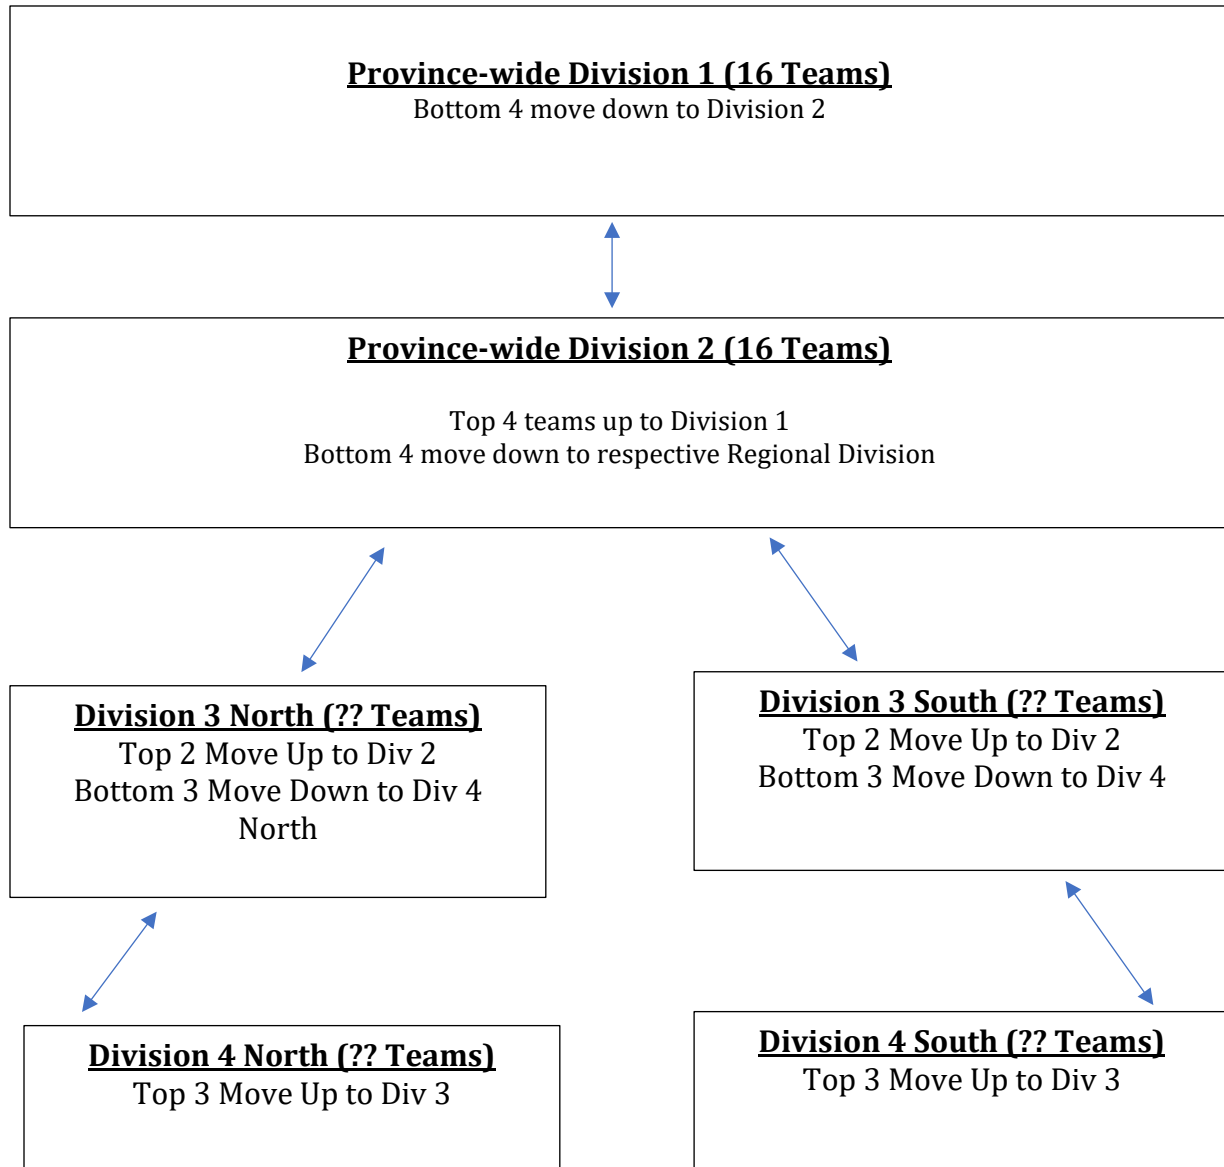 Province-wide Division 1 (16 Teams)
Bottom 4 move down to Division 2
Province-wide Division 2 (16 Teams)
Top 4 teams up to Division 1
Bottom 4 move down to respective Regional Division
Division 3 North (?? Teams)
Top 2 Move Up to Div 2
Bottom 3 Move Down to Div 4
North
Division 3 South (?? Teams)
Top 2 Move Up to Div 2
Bottom 3 Move Down to Div 4
Division 4 North (?? Teams)
Top 3 Move Up to Div 3
Division 4 South (?? Teams)
Top 3 Move Up to Div 3